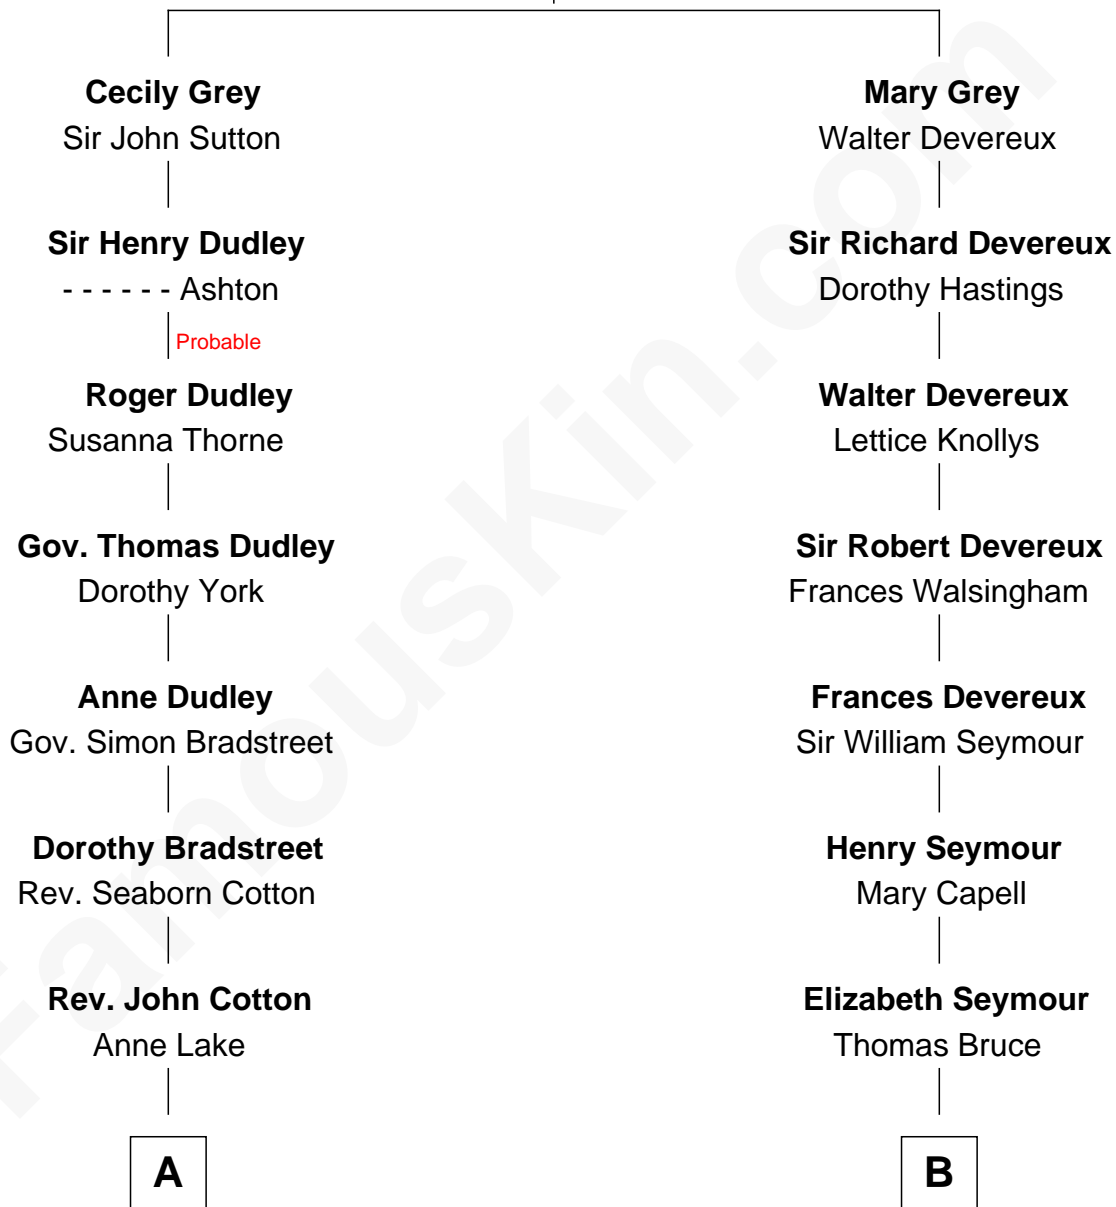 Cecily Grey
Sir John Sutton
Sir Henry Dudley
- - - - - - Ashton
Probable
Roger Dudley
Susanna Thorne
Gov. Thomas Dudley
Dorothy York
Anne Dudley
Gov. Simon Bradstreet
Dorothy Bradstreet
Rev. Seaborn Cotton
Rev. John Cotton
Anne Lake
A
Mary Grey
Walter Devereux
Sir Richard Devereux
Dorothy Hastings
Walter Devereux
Lettice Knollys
Sir Robert Devereux
Frances Walsingham
Frances Devereux
Sir William Seymour
Henry Seymour
Mary Capell
Elizabeth Seymour
Thomas Bruce
B
FamousKin.com